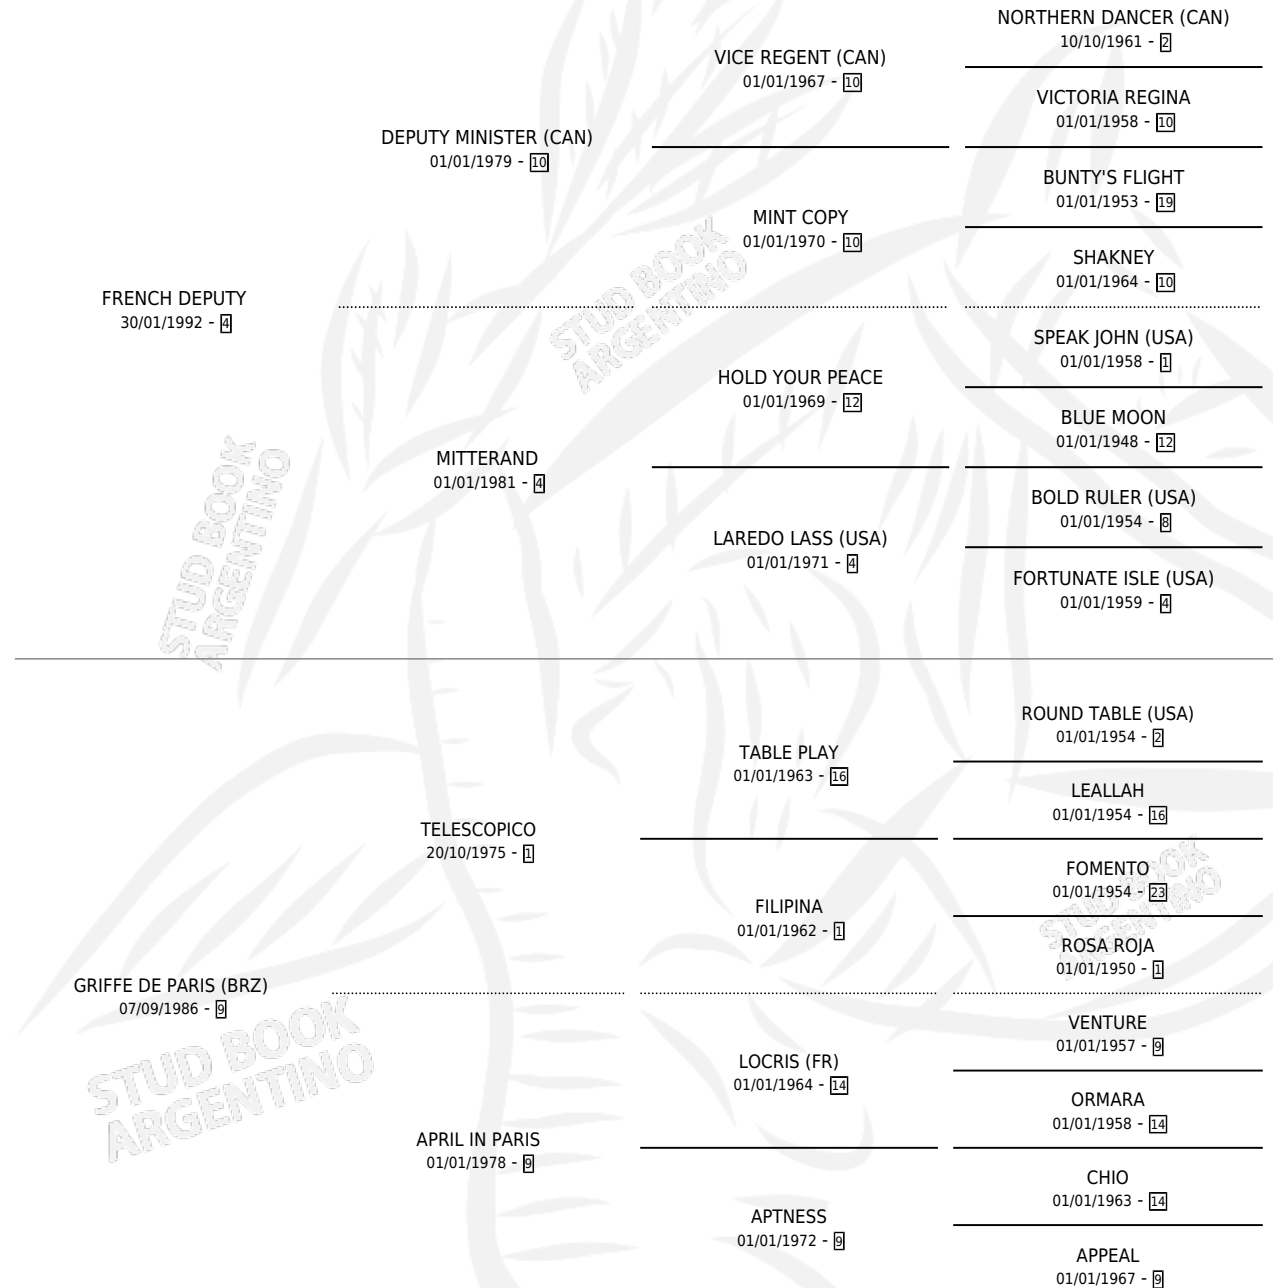 NORTHERN DANCER (CAN)
10/10/1961 - 2
VICE REGENT (CAN)
01/01/1967 - 10
VICTORIA REGINA
01/01/1958 - 10
DEPUTY MINISTER (CAN)
01/01/1979 - 10
BUNTY'S FLIGHT
01/01/1953 - 19
MINT COPY
01/01/1970 - 10
SHAKNEY
01/01/1964 - 10
FRENCH DEPUTY
30/01/1992 - 4
SPEAK JOHN (USA)
01/01/1958 - 1
HOLD YOUR PEACE
01/01/1969 - 12
BLUE MOON
01/01/1948 - 12
MITTERAND
01/01/1981 - 4
BOLD RULER (USA)
01/01/1954 - 8
LAREDO LASS (USA)
01/01/1971 - 4
FORTUNATE ISLE (USA)
01/01/1959 - 4
ROUND TABLE (USA)
01/01/1954 - 2
TABLE PLAY
01/01/1963 - 16
LEALLAH
01/01/1954 - 16
TELESCOPICO
20/10/1975 - 1
FOMENTO
01/01/1954 - 23
FILIPINA
01/01/1962 - 1
ROSA ROJA
01/01/1950 - 1
GRIFFE DE PARIS (BRZ)
07/09/1986 - 9
VENTURE
01/01/1957 - 9
LOCRIS (FR)
01/01/1964 - 14
ORMARA
01/01/1958 - 14
APRIL IN PARIS
01/01/1978 - 9
CHIO
01/01/1963 - 14
APTNESS
01/01/1972 - 9
APPEAL
01/01/1967 - 9
STUD BOOK
ARGENTINO
STUD BOOK
ARGENTINO
STUD BOOK
ARGENTINO
STUD BOOK
ARGENTINO